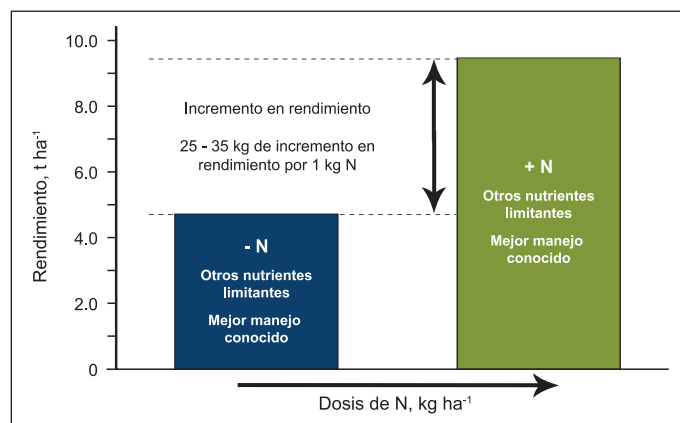 10.0
8.0
6.0
4.0
2.0
0
Rendimiento, t ha-1
Incremento en rendimiento
25 - 35 kg de incremento en
rendimiento por 1 kg N
- N
Otros nutrientes
limitantes
Mejor manejo
conocido
+ N
Otros nutrientes
limitantes
Mejor manejo
conocido
Dosis de N, kg ha-1